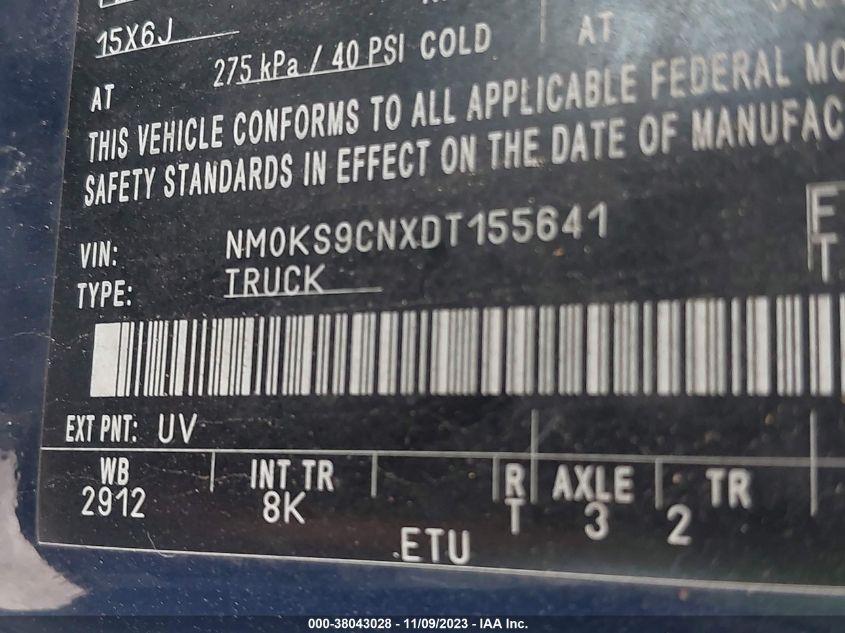 15X6J
275 kPa / 40 PSI COLD AT
AT
THIS VEHICLE CONFORMS TO ALL APPLICABLE FEDERAL MO
SAFETY STANDARDS IN EFFECT ON THE DATE OF MANUFAC
VIN: NM0KS9CNXDT155641
TYPE: TRUCK
E
T
EXT PNT: UV
WB INT TR R AXLE TR
2912 8K T 3 2
.ETU
000-38043028 - 11/09/2023 - IAA Inc.